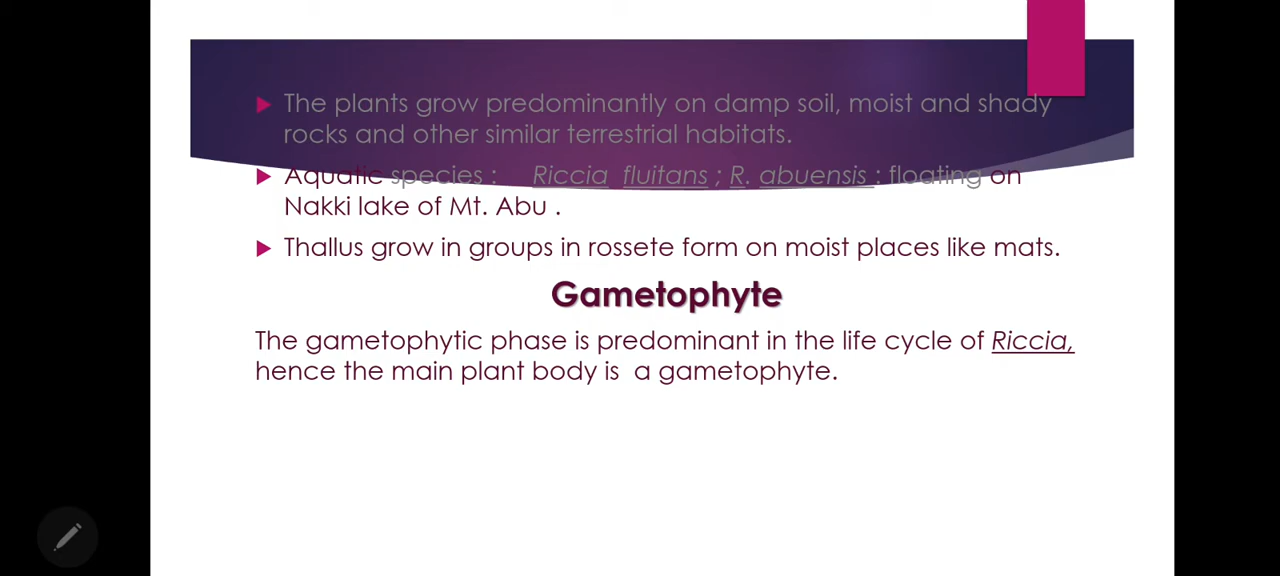 The plants grow predominantly on damp soil, moist and shady
rocks and other similar terrestrial habitats.
Aquatic species : Riccia fluitans ; R. abuensis : floating on
Nakki lake of Mt. Abu .
Thallus grow in groups in rossete form on moist places like mats.
Gametophyte
The gametophytic phase is predominant in the life cycle of Riccia,
hence the main plant body is a gametophyte.